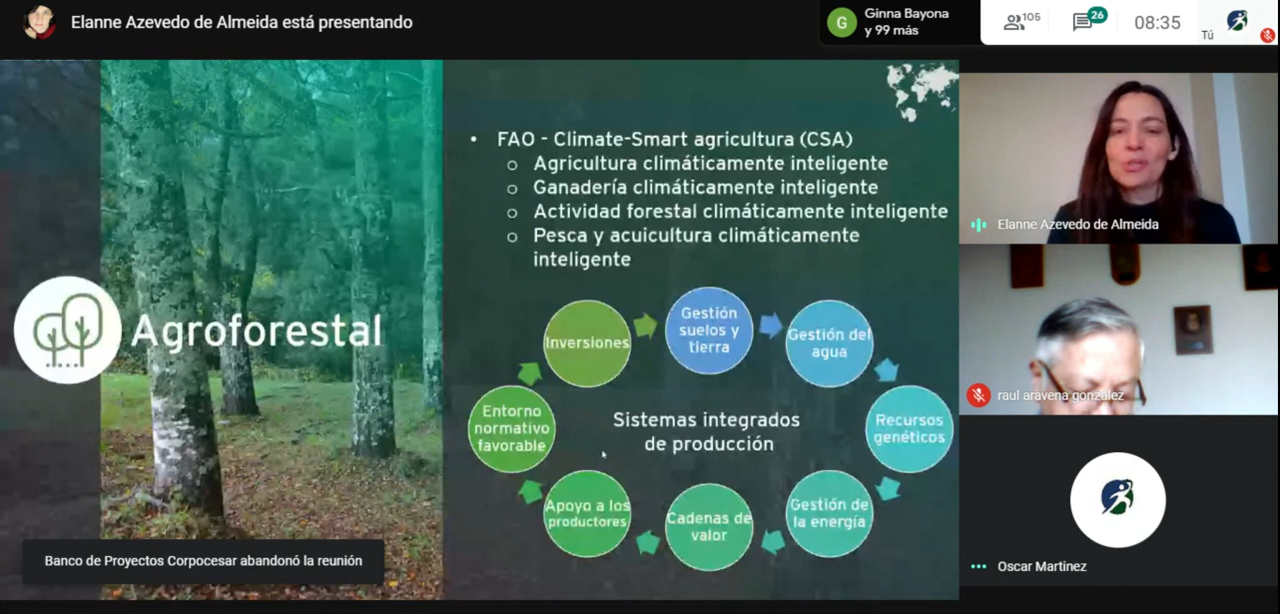 Elanne Azevedo de Almeida está presentando
G
Ginna Bayona
y 99 más
105
26
08:35
Tú
• FAO - Climate-Smart agricultura (CSA)
o Agricultura climáticamente inteligente
o Ganadería climáticamente inteligente
o Actividad forestal climáticamente inteligente
o Pesca y acuicultura climáticamente
inteligente
Agroforestal
Inversiones
Gestión
suelos y
tierra
Gestión del
agua
Recursos
genéticos
Gestión de
la energía
Cadenas de
valor
Apoyo a los
productores
Entorno
normativo
favorable
Sistemas integrados
de producción
Banco de Proyectos Corpocesar abandonó la reunión
Elanne Azevedo de Almeida
raul aravena gonzalez
Oscar Martinez